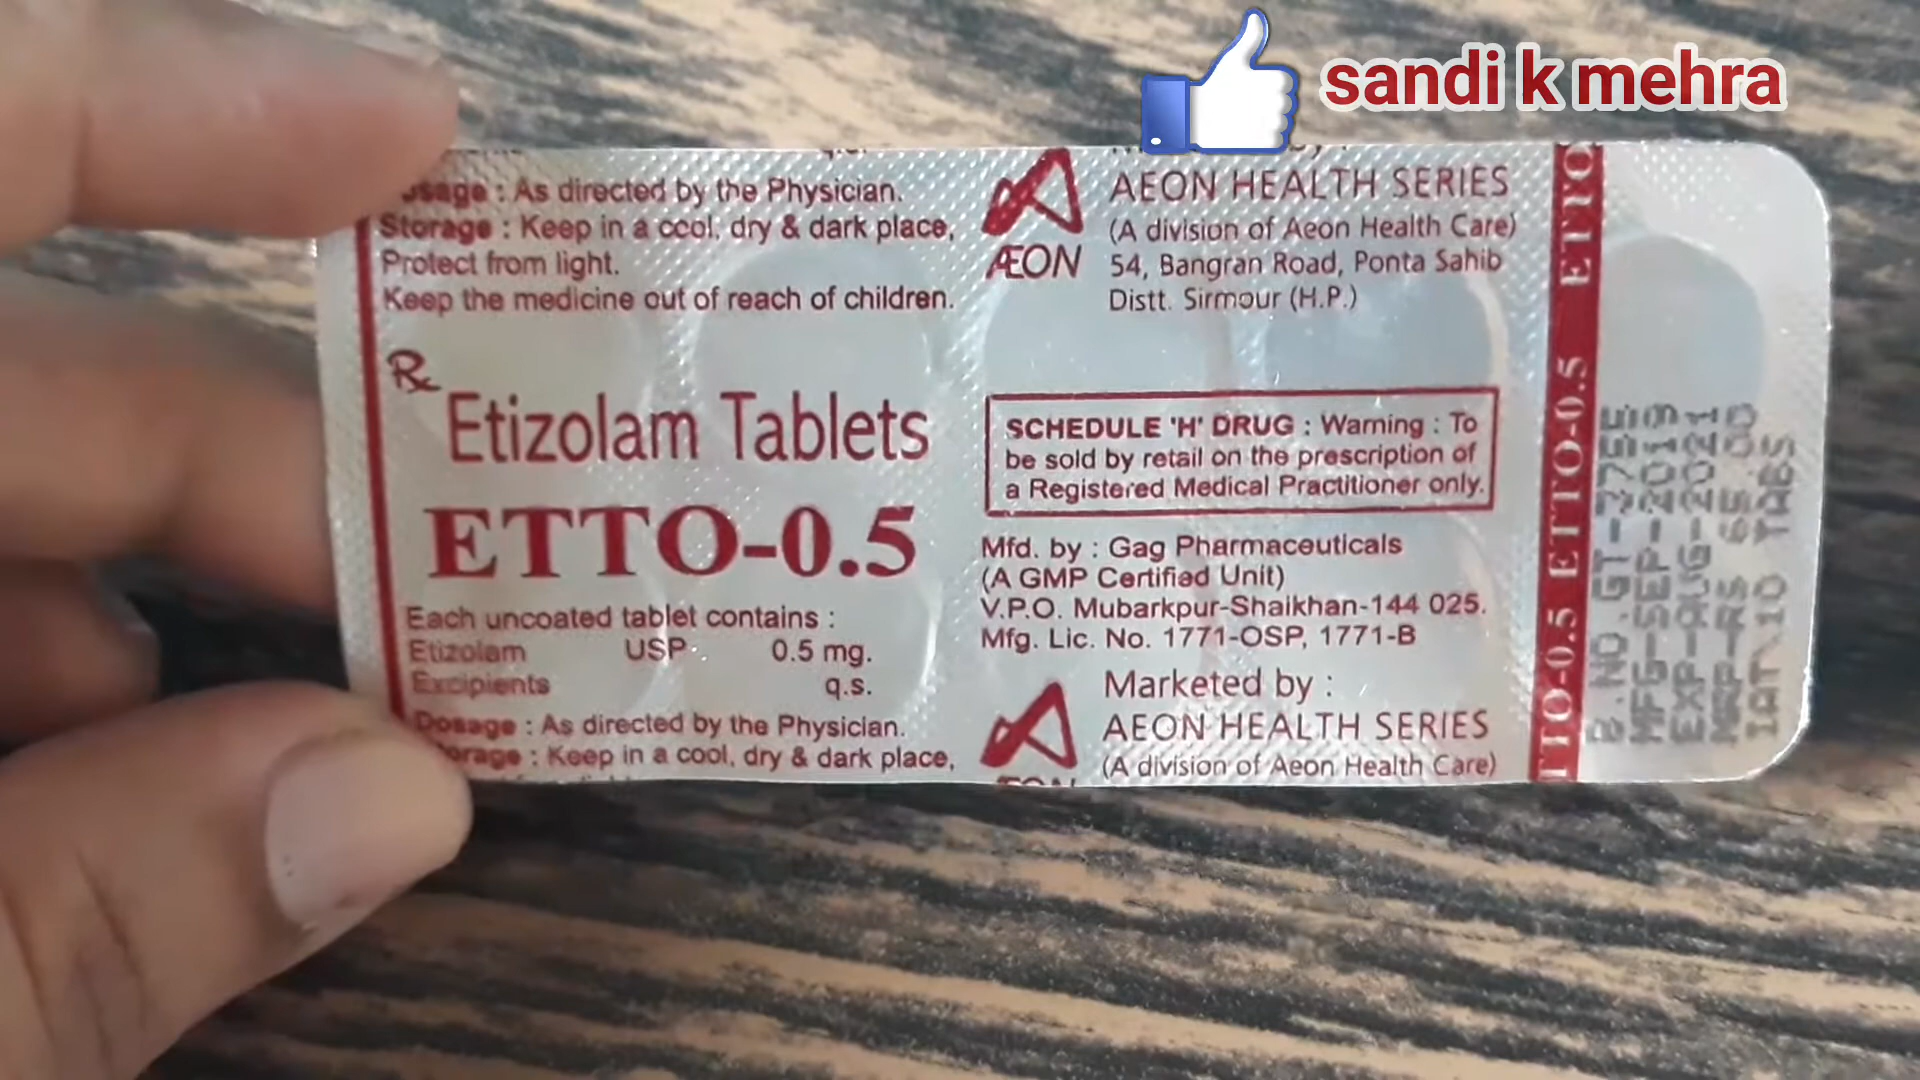 sandi k mehra
: As directed by the Physician.
Storage : Keep in a cool, dry & dark place,
Protect from light.
Keep the medicine out of reach of children.
Rx
Etizolam Tablets
ETTO-0.5
Each uncoated tablet contains :
Etizolam USP 0.5 mg.
Excipients q.s.
Dosage : As directed by the Physician.
: Keep in a cool, dry & dark place,
ÆON
AEON HEALTH SERIES
(A division of Aeon Health Care)
54, Bangran Road, Ponta Sahib
Distt. Sirmour (H.P.)
SCHEDULE 'H' DRUG : Warning : To
be sold by retail on the prescription of
a Registered Medical Practitioner only.
Mfd. by : Gag Pharmaceuticals
(A GMP Certified Unit)
V.P.O. Mubarkpur-Shaikhan-144 025.
Mfg. Lic. No. 1771-OSP, 1771-B
Marketed by :
AEON HEALTH SERIES
(A division of Aeon Health Care)
TTO-0.5 ETTO-0.5 ETTO
B.NO.
MFG-SEP-2019
EXP-AUG-2021
MRP-RS
10 TABS